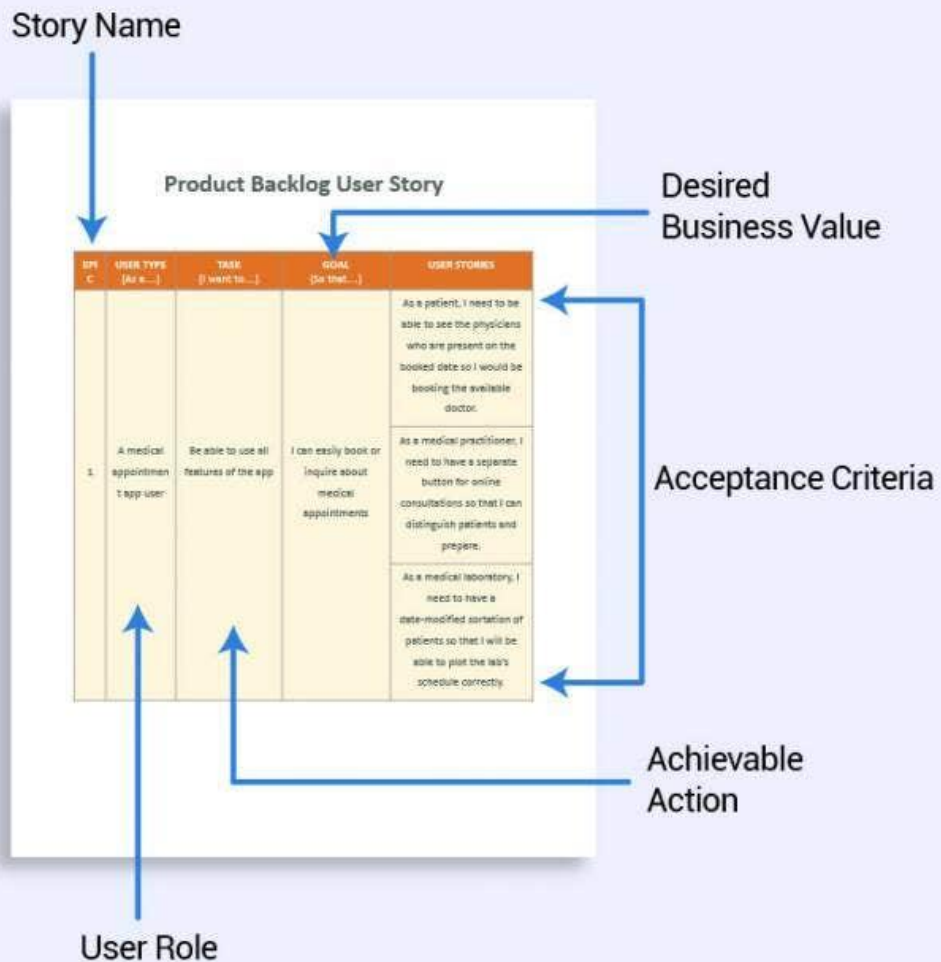 Story Name
Product Backlog User Story
Desired
Business Value
EPI
C
USER TYPE
[As a...]
TASK
[I want to...]
GOAL
[So that...]
USER STORIES
1
A medical
appointmen
t app user
Be able to use all
features of the app
I can easily book or
inquire about
medical
appointments
As a patient, I need to be
able to see the physicians
who are present on the
booked date so I would be
booking the available
doctor.
As a medical practitioner, I
need to have a separate
button for online
consultations so that I can
distinguish patients and
prepare.
As a medical laboratory, I
need to have a
date-modified sortation of
patients so that I will be
able to plot the lab's
schedule correctly.
Acceptance Criteria
Achievable
Action
User Role